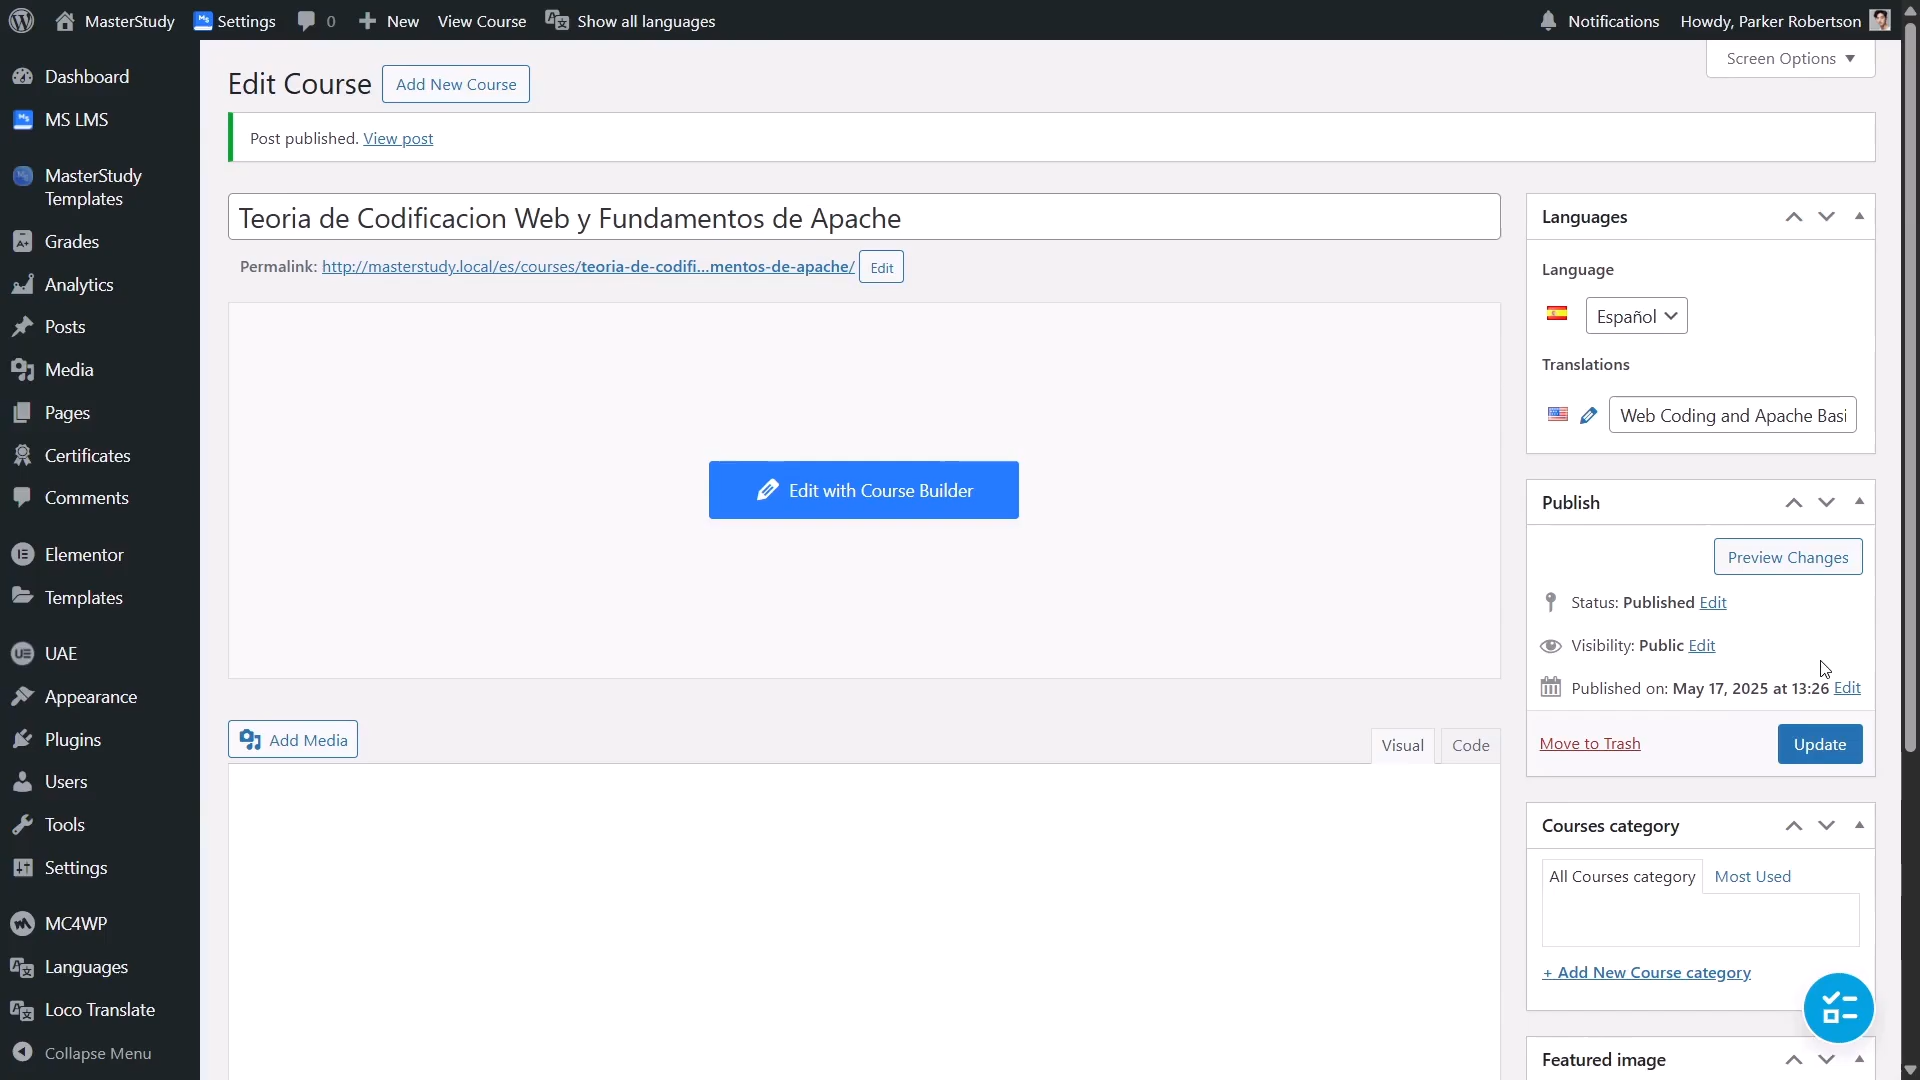 MasterStudy
Settings
0
New
View Course
Show all languages
Notifications
Howdy, Parker Robertson
Dashboard
MS LMS
MasterStudy
Templates
Grades
Analytics
Posts
Media
Pages
Certificates
Comments
Elementor
Templates
UAE
Appearance
Plugins
Users
Tools
Settings
MC4WP
Languages
Loco Translate
Collapse Menu
Screen Options
Edit Course
Add New Course
Post published. View post
Teoria de Codificacion Web y Fundamentos de Apache
Permalink: http://masterstudy.local/es/courses/teoria-de-codifi...mentos-de-apache/ Edit
Edit with Course Builder
Add Media
Visual
Code
Languages
Language
Español
Translations
Web Coding and Apache Basi
Publish
Preview Changes
Status: Published Edit
Visibility: Public Edit
Published on: May 17, 2025 at 13:26 Edit
Move to Trash
Update
Courses category
All Courses category
Most Used
+ Add New Course category
Featured image